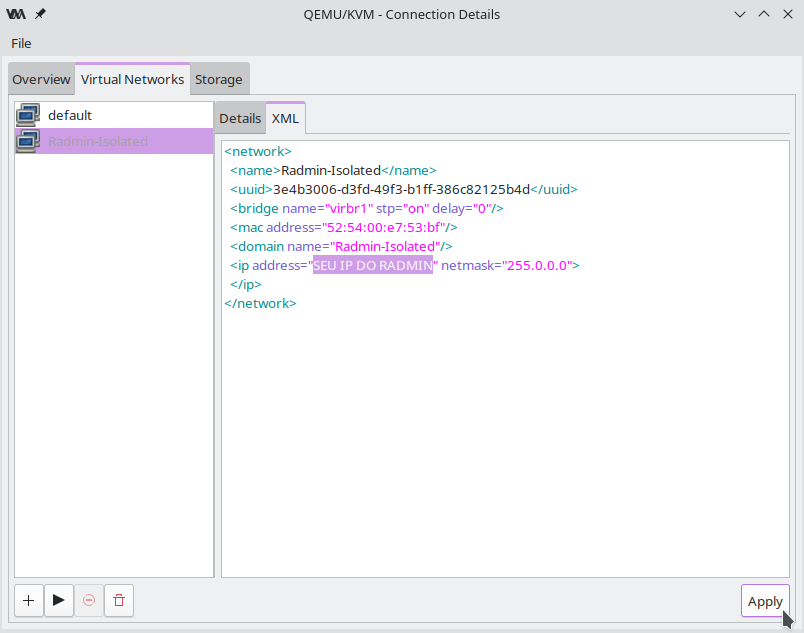 QEMU/KVM - Connection Details
File
Overview Virtual Networks Storage
default
Radmin-Isolated
Details XML
<network>
  <name>Radmin-Isolated</name>
  <uuid>3e4b3006-d3fd-49f3-b1ff-386c82125b4d</uuid>
  <bridge name="virbr1" stp="on" delay="0"/>
  <mac address="52:54:00:e7:53:bf"/>
  <domain name="Radmin-Isolated"/>
  <ip address="SEU IP DO RADMIN" netmask="255.0.0.0">
  </ip>
</network>
Apply